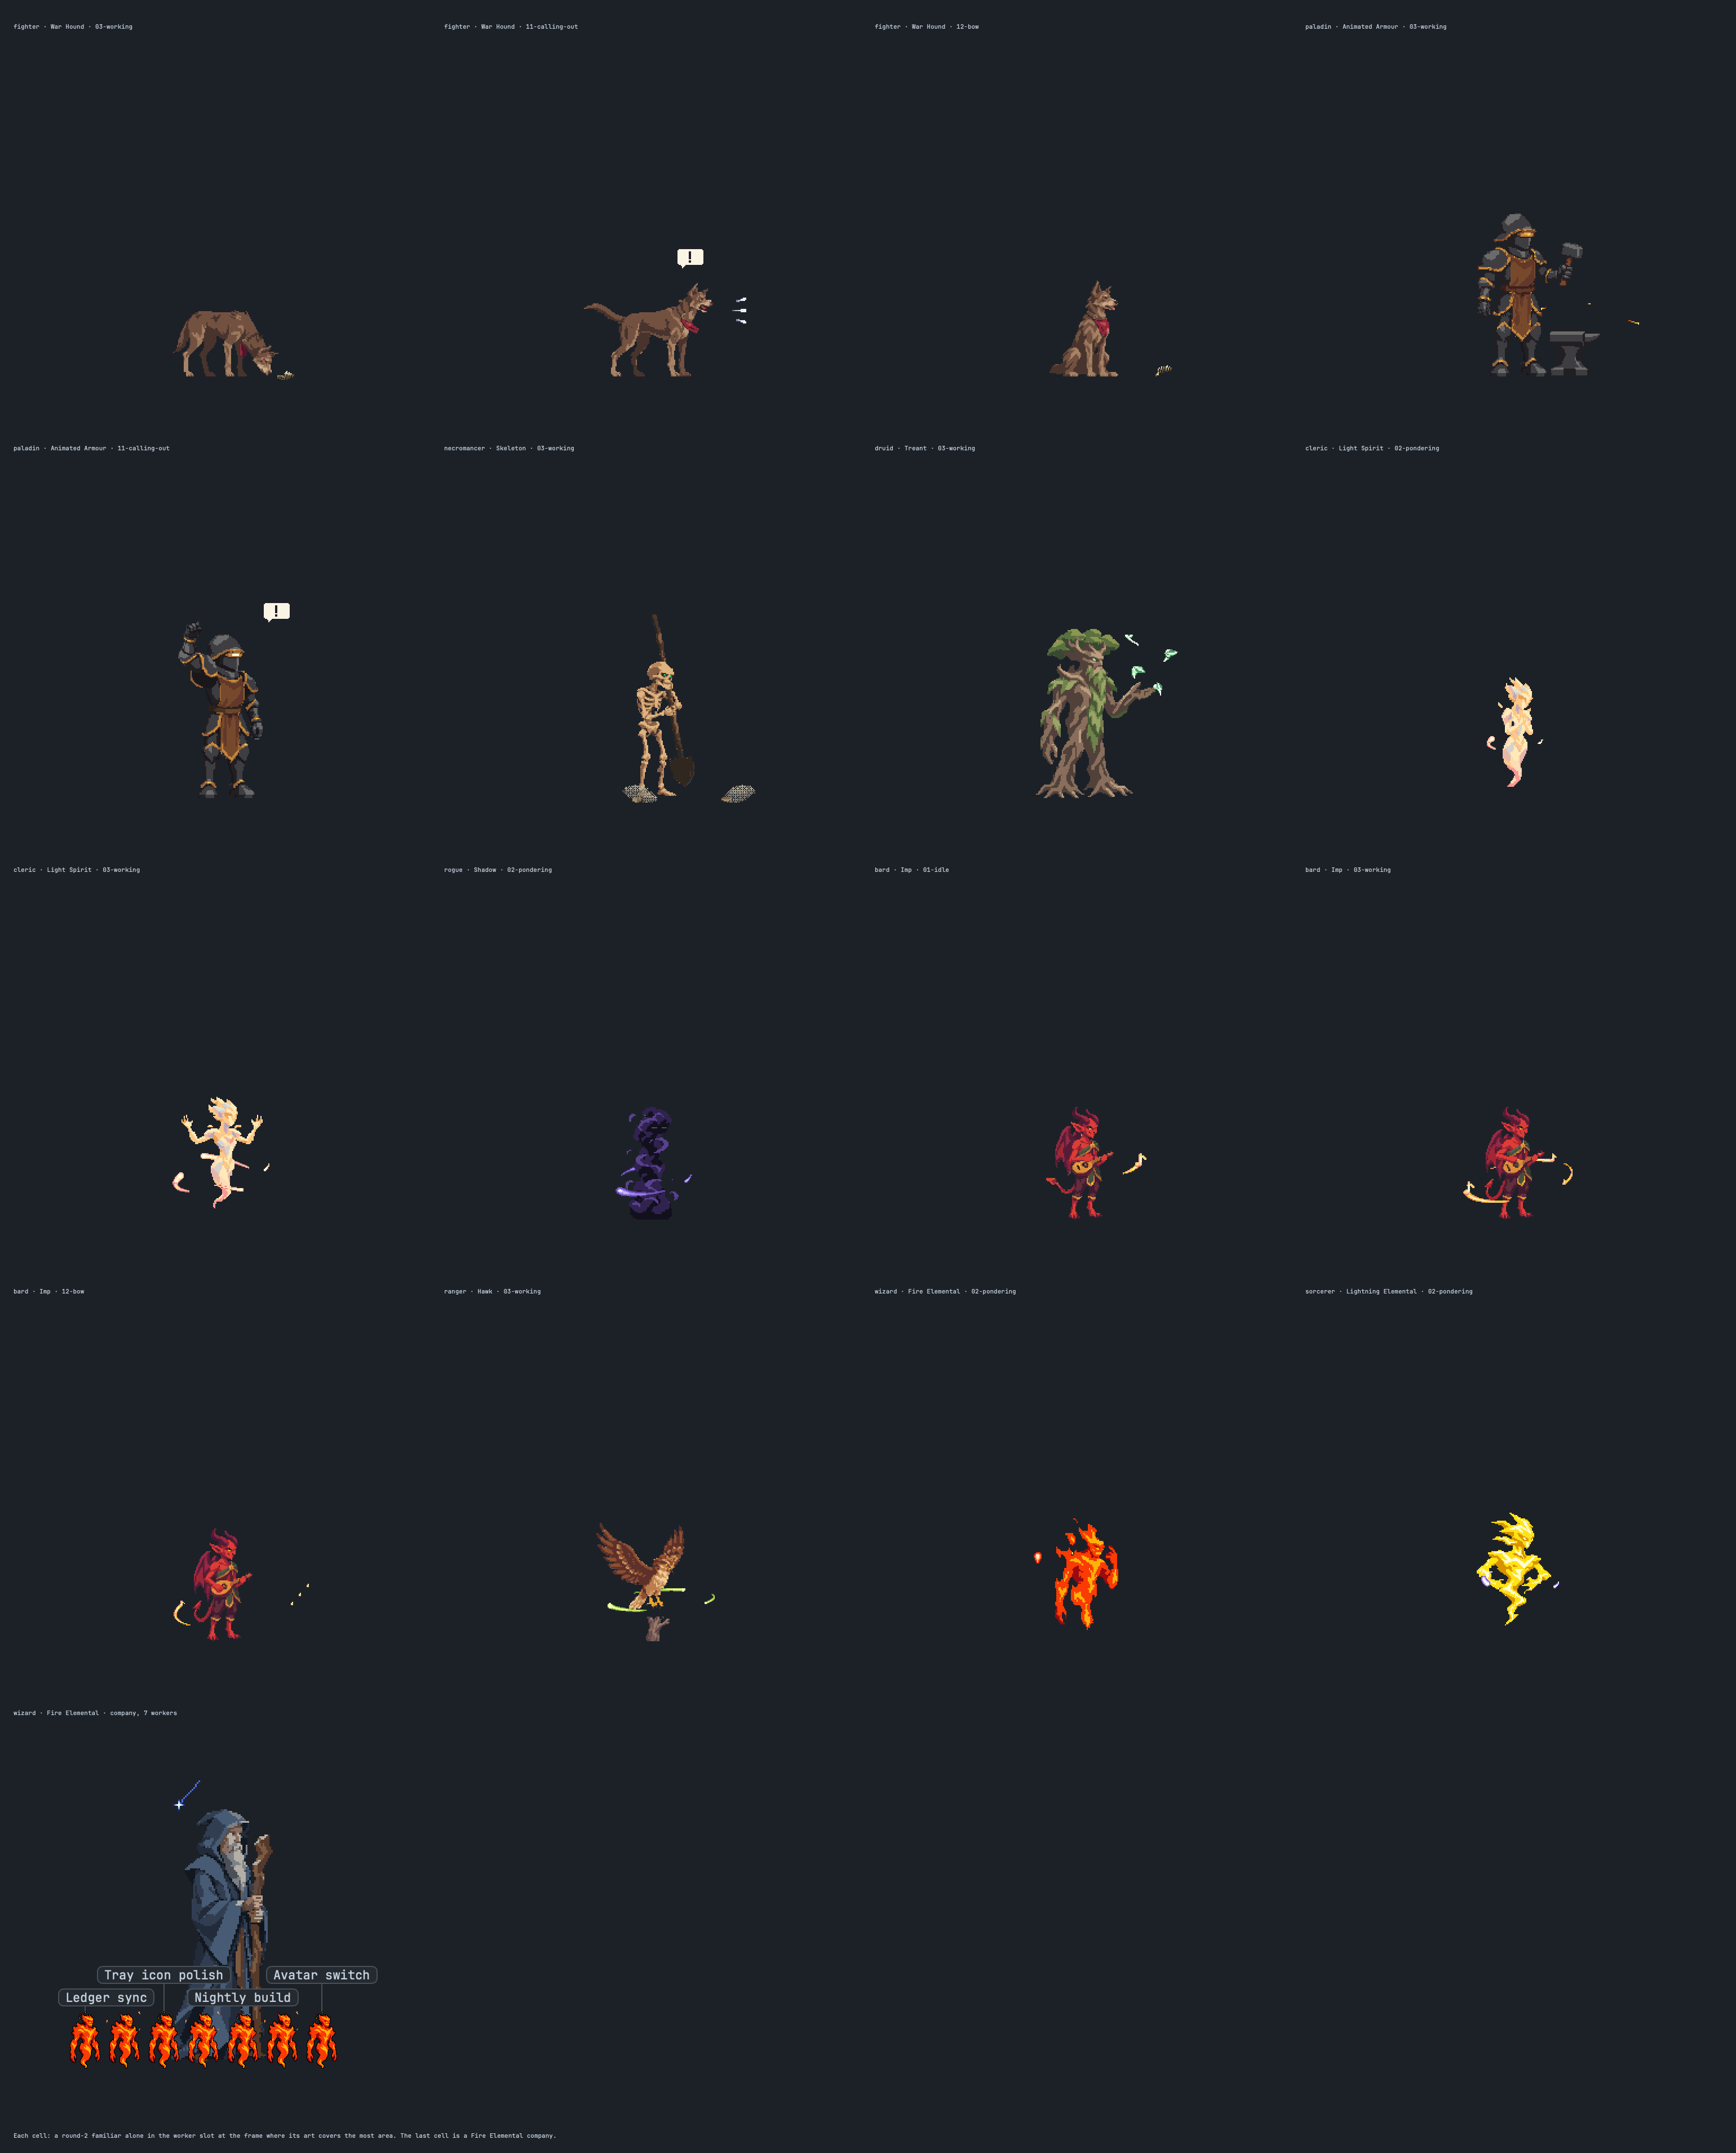 fighter · War Hound · 03-working
fighter · War Hound · 11-calling-out
fighter · War Hound · 12-bow
paladin · Animated Armour · 03-working
!
paladin · Animated Armour · 11-calling-out
necromancer · Skeleton · 03-working
druid · Treant · 03-working
cleric · Light Spirit · 02-pondering
!
cleric · Light Spirit · 03-working
rogue · Shadow · 02-pondering
bard · Imp · 01-idle
bard · Imp · 03-working
bard · Imp · 12-bow
ranger · Hawk · 03-working
wizard · Fire Elemental · 02-pondering
sorcerer · Lightning Elemental · 02-pondering
wizard · Fire Elemental · company, 7 workers
Tray icon polish
Avatar switch
Ledger sync
Nightly build
Each cell: a round-2 familiar alone in the worker slot at the frame where its art covers the most area. The last cell is a Fire Elemental company.